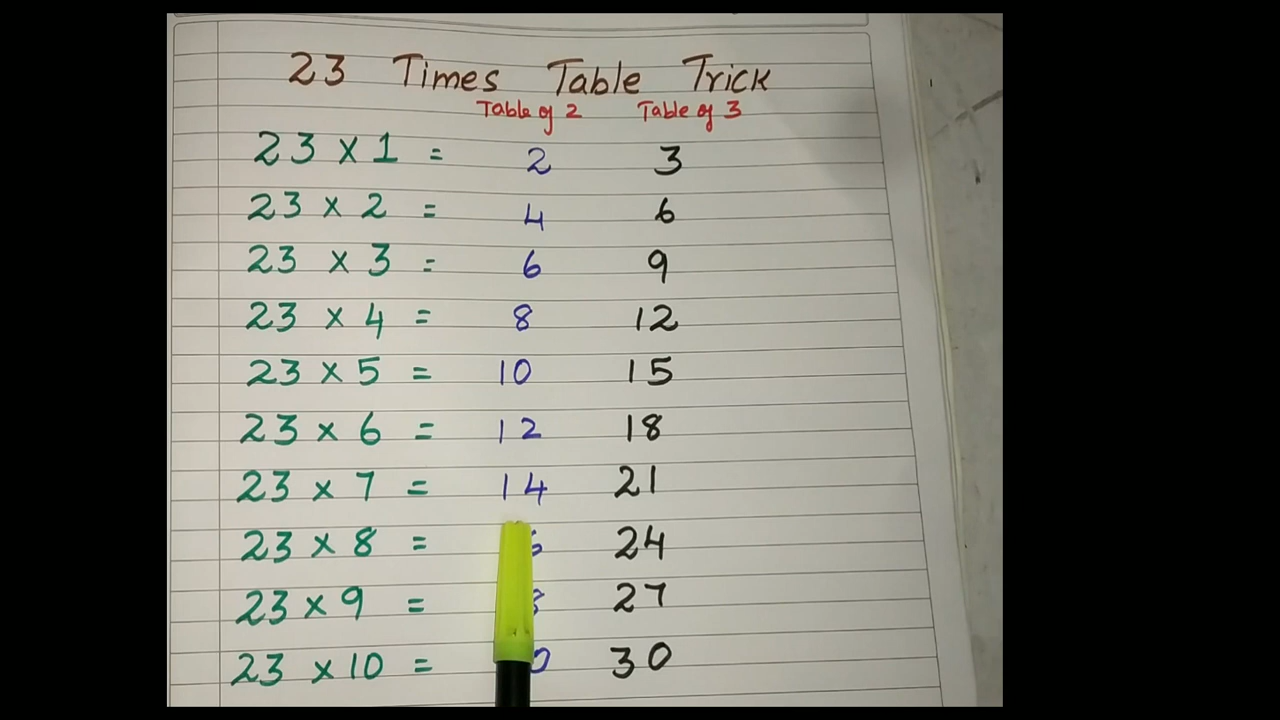 23 Times Table Trick
Table of 2 Table of 3
23 x 1 = 2 3
23 x 2 = 4 6
23 x 3 = 6 9
23 x 4 = 8 12
23 x 5 = 10 15
23 x 6 = 12 18
23 x 7 = 14 21
23 x 8 = 24
23 x 9 = 27
23 x 10 = 30